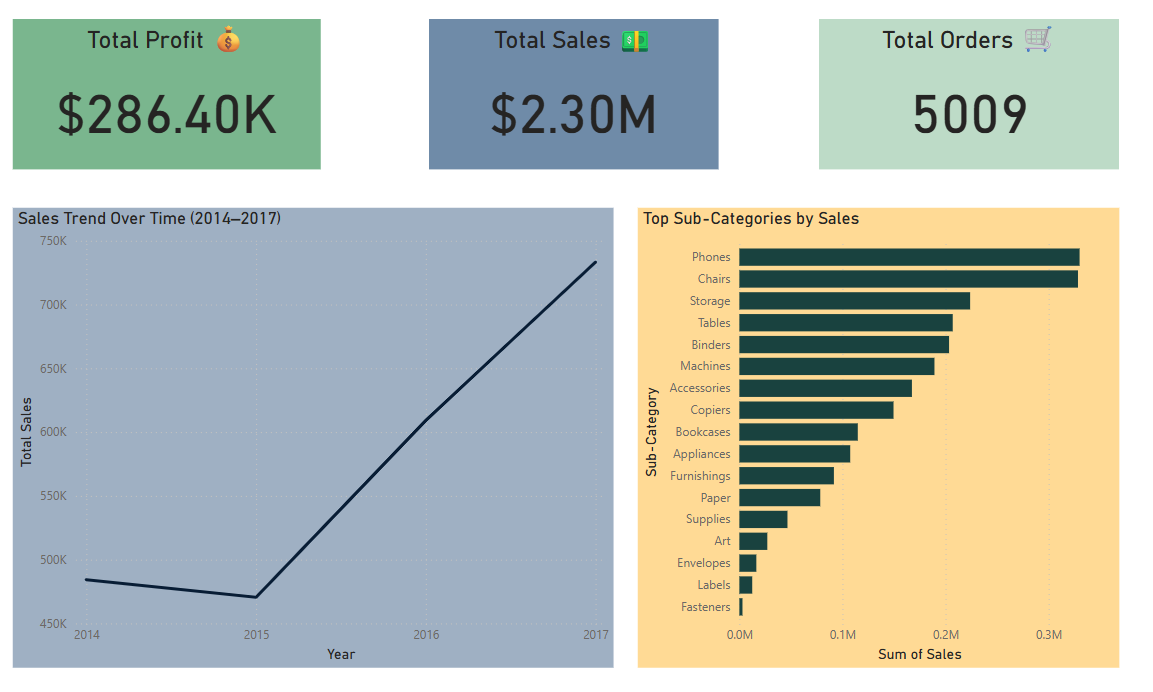 Total Profit 💰
$286.40K
Total Sales 💵
$2.30M
Total Orders 🛒
5009
Sales Trend Over Time (2014–2017)
750K
700K
650K
600K
550K
500K
450K
Total Sales
2014 2015 2016 2017
Year
Top Sub-Categories by Sales
Sub-Category
Phones
Chairs
Storage
Tables
Binders
Machines
Accessories
Copiers
Bookcases
Appliances
Furnishings
Paper
Supplies
Art
Envelopes
Labels
Fasteners
0.0M 0.1M 0.2M 0.3M
Sum of Sales